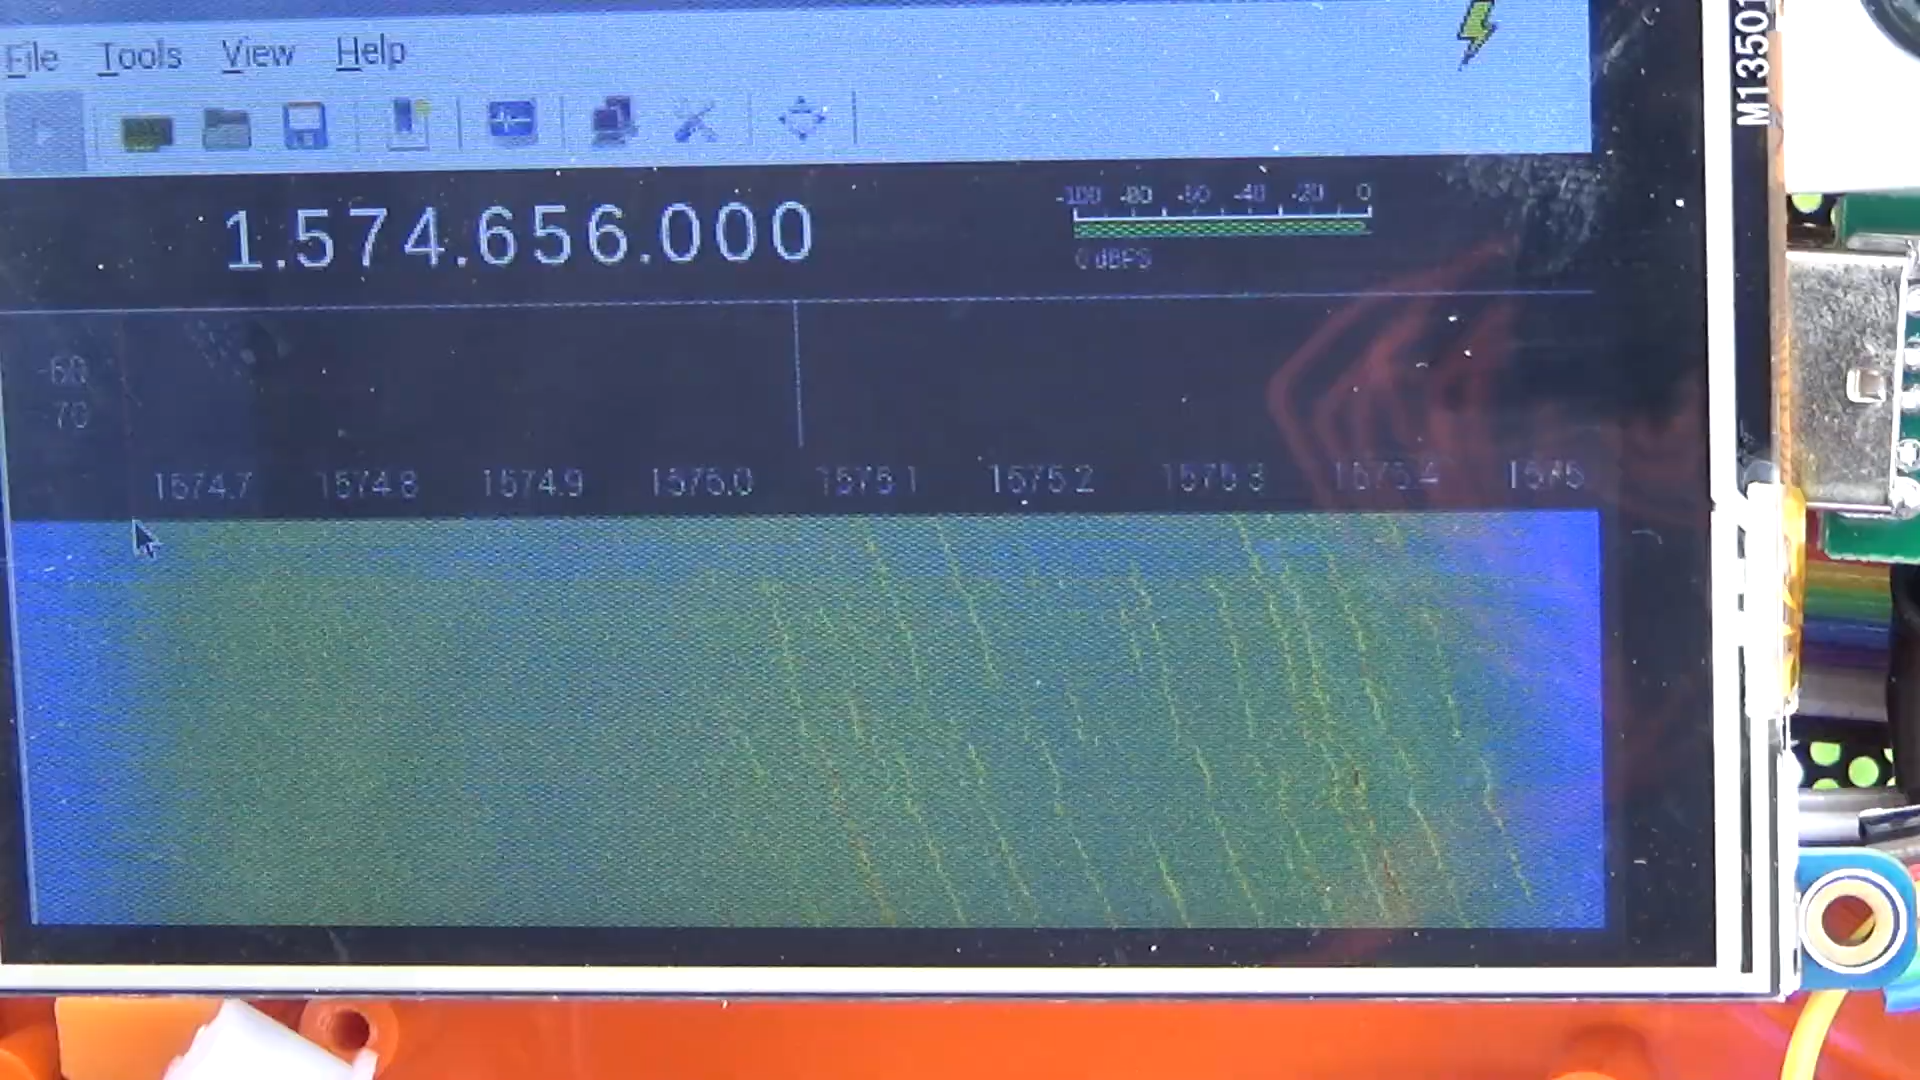 File Tools View Help
M1350
1.574.656.000
-100 -80 -60 -40 -20 0
0 dBFS
-60
-70
1574.7 1574.8 1574.9 1575.0 1575.1 1575.2 1575.3 1575.4 1575